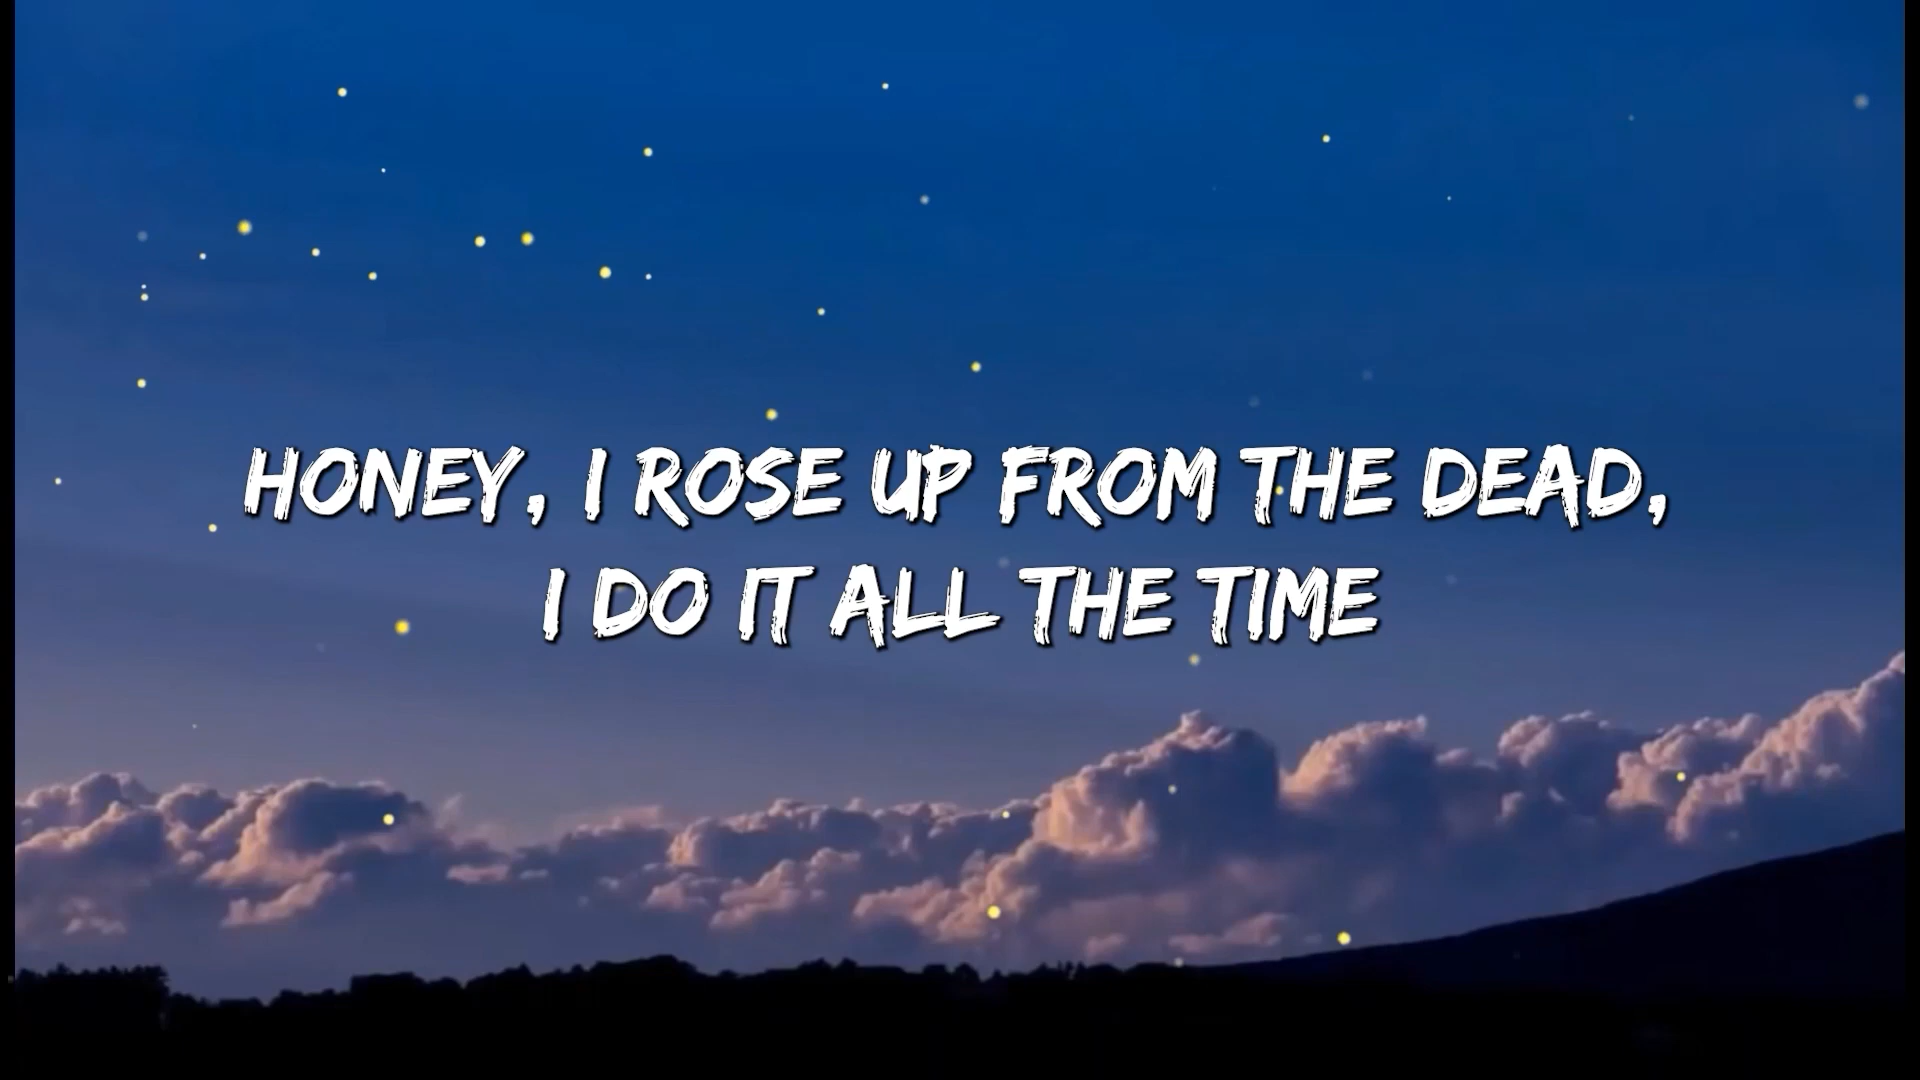 HONEY, I ROSE UP FROM THE DEAD,
I DO IT ALL THE TIME